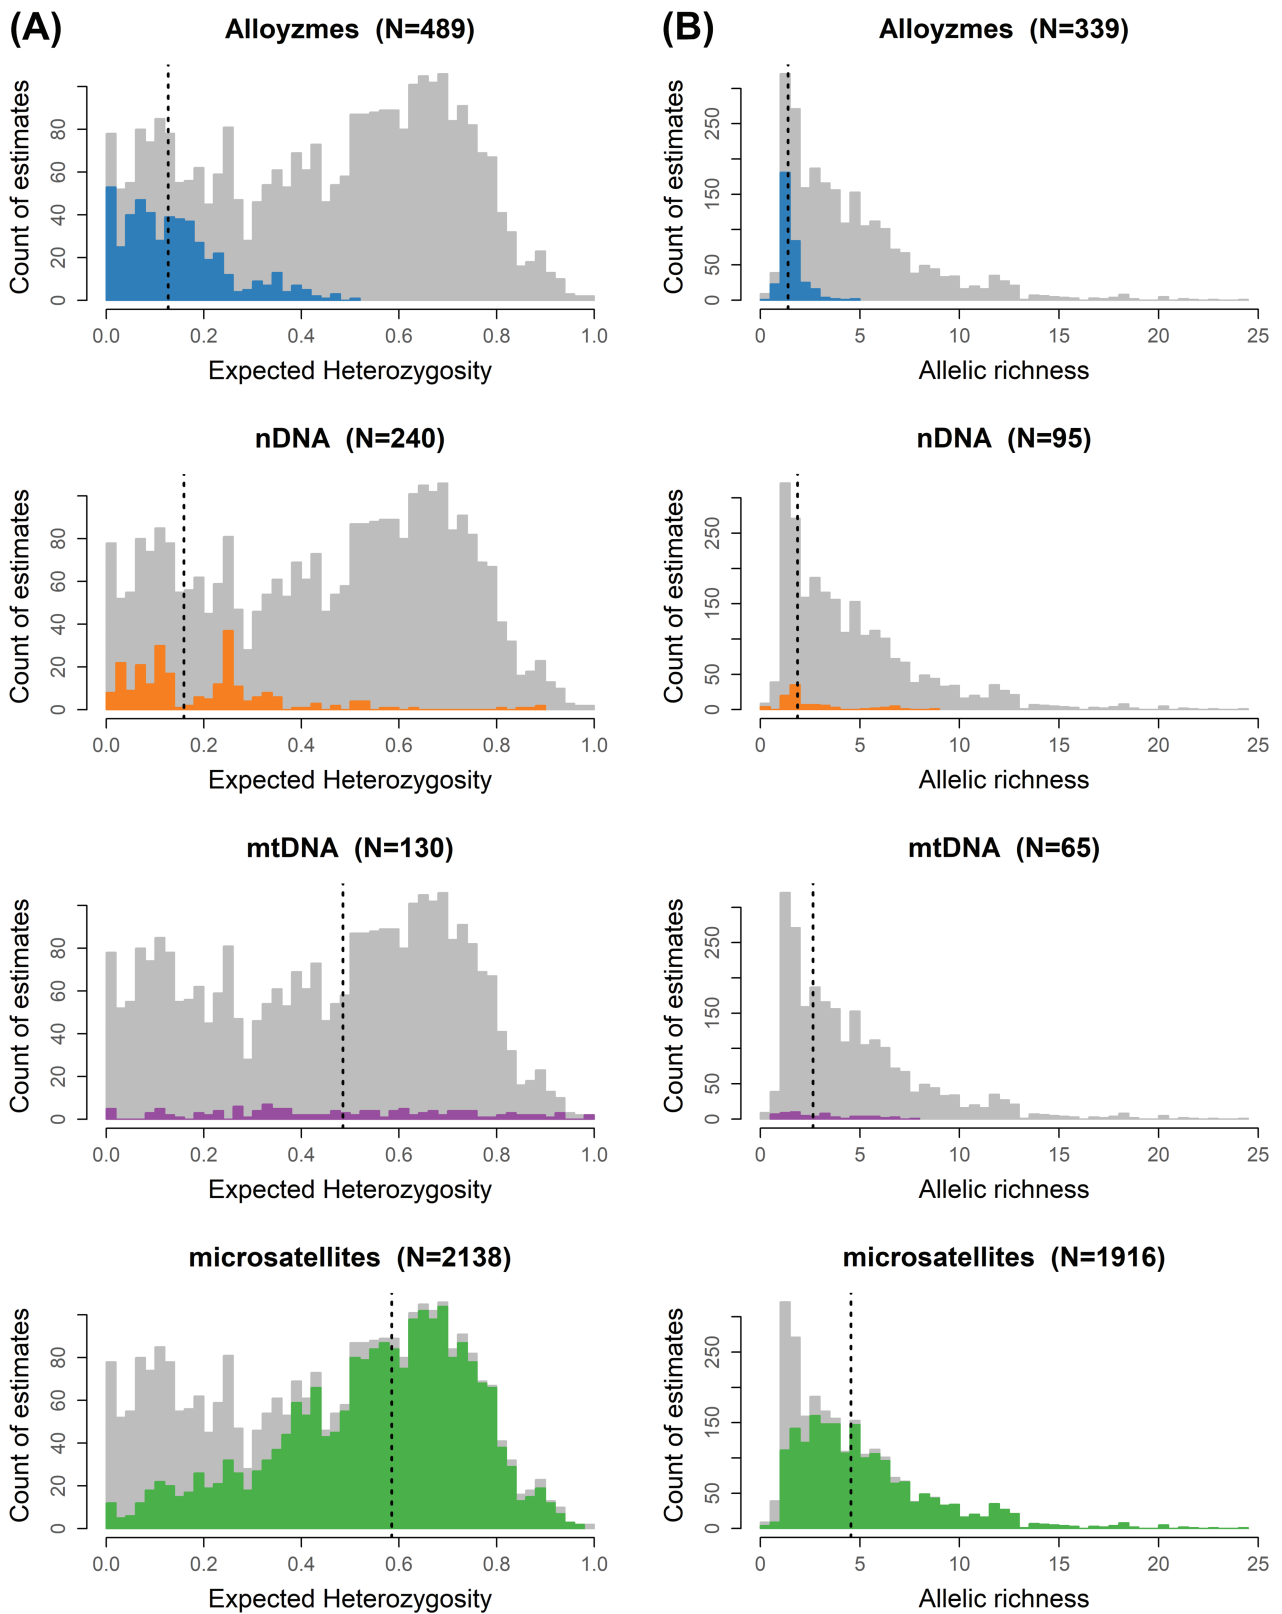 (A) Alloyzmes (N=489)
Count of estimates
0 20 40 60 80
0.0 0.2 0.4 0.6 0.8 1.0
Expected Heterozygosity
(B) Alloyzmes (N=339)
Count of estimates
0 50 150 250
0 5 10 15 20 25
Allelic richness
nDNA (N=240)
Count of estimates
0 20 40 60 80
0.0 0.2 0.4 0.6 0.8 1.0
Expected Heterozygosity
nDNA (N=95)
Count of estimates
0 50 150 250
0 5 10 15 20 25
Allelic richness
mtDNA (N=130)
Count of estimates
0 20 40 60 80
0.0 0.2 0.4 0.6 0.8 1.0
Expected Heterozygosity
mtDNA (N=65)
Count of estimates
0 50 150 250
0 5 10 15 20 25
Allelic richness
microsatellites (N=2138)
Count of estimates
0 20 40 60 80
0.0 0.2 0.4 0.6 0.8 1.0
Expected Heterozygosity
microsatellites (N=1916)
Count of estimates
0 50 150 250
0 5 10 15 20 25
Allelic richness